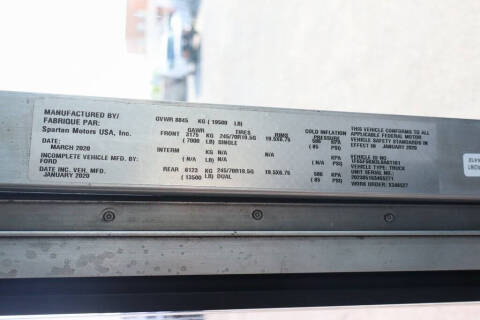 MANUFACTURED BY/
FABRIQUE PAR:
Spartan Motors USA, Inc.
DATE:
MARCH 2020
INCOMPLETE VEHICLE MFD. BY:
FORD
DATE INC. VEH. MFD.
JANUARY 2020
GVWR 8845 KG ( 19500 LB)
GAWR TIRES RIMS COLD INFLATION PRESSURE
FRONT 3175 KG 245/70R19.5G 19.5X6.75 586 KPA
( 7000 LB) SINGLE ( 85 PSI)
INTERM KG N/A N/A KPA
( LB) N/A ( N/A PSI)
REAR 6123 KG 245/70R19.5G 19.5X6.75 586 KPA
( 13500 LB) DUAL ( 85 PSI)
THIS VEHICLE CONFORMS TO ALL
APPLICABLE FEDERAL MOTOR
VEHICLE SAFETY STANDARDS IN
EFFECT IN JANUARY 2020
VEHICLE ID NO
VEHICLE TYPE: TRUCK
UNIT SERIAL NO.:
WORK ORDER: